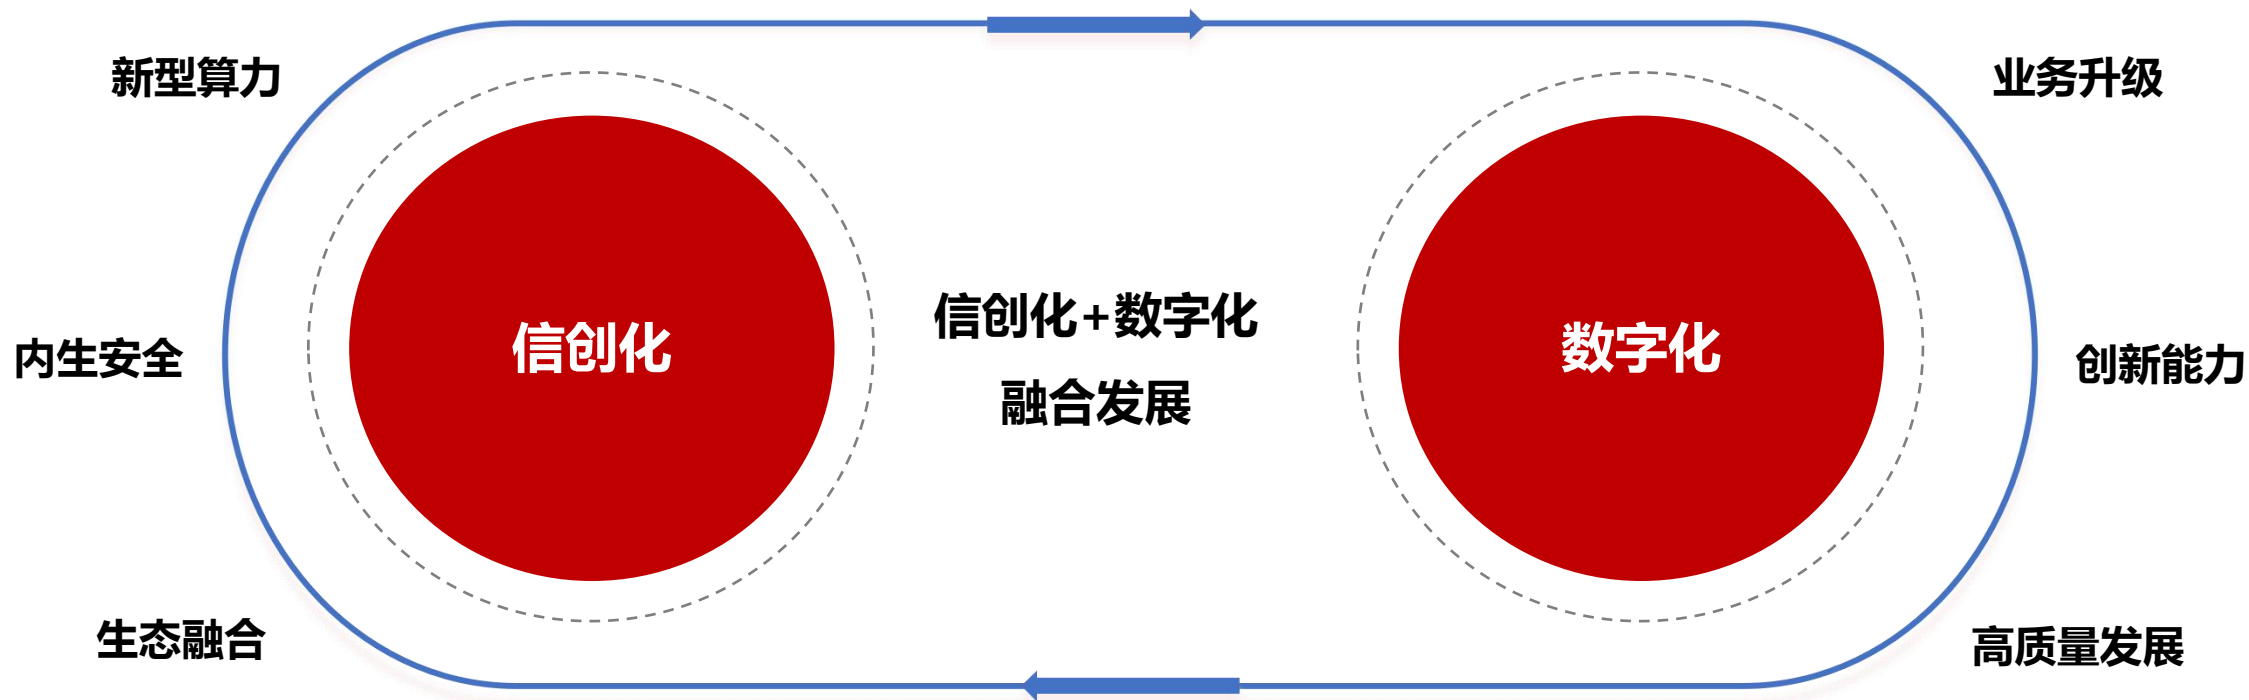 新型算力
业务升级
信创化
信创化+数字化
融合发展
数字化
内生安全
创新能力
生态融合
高质量发展